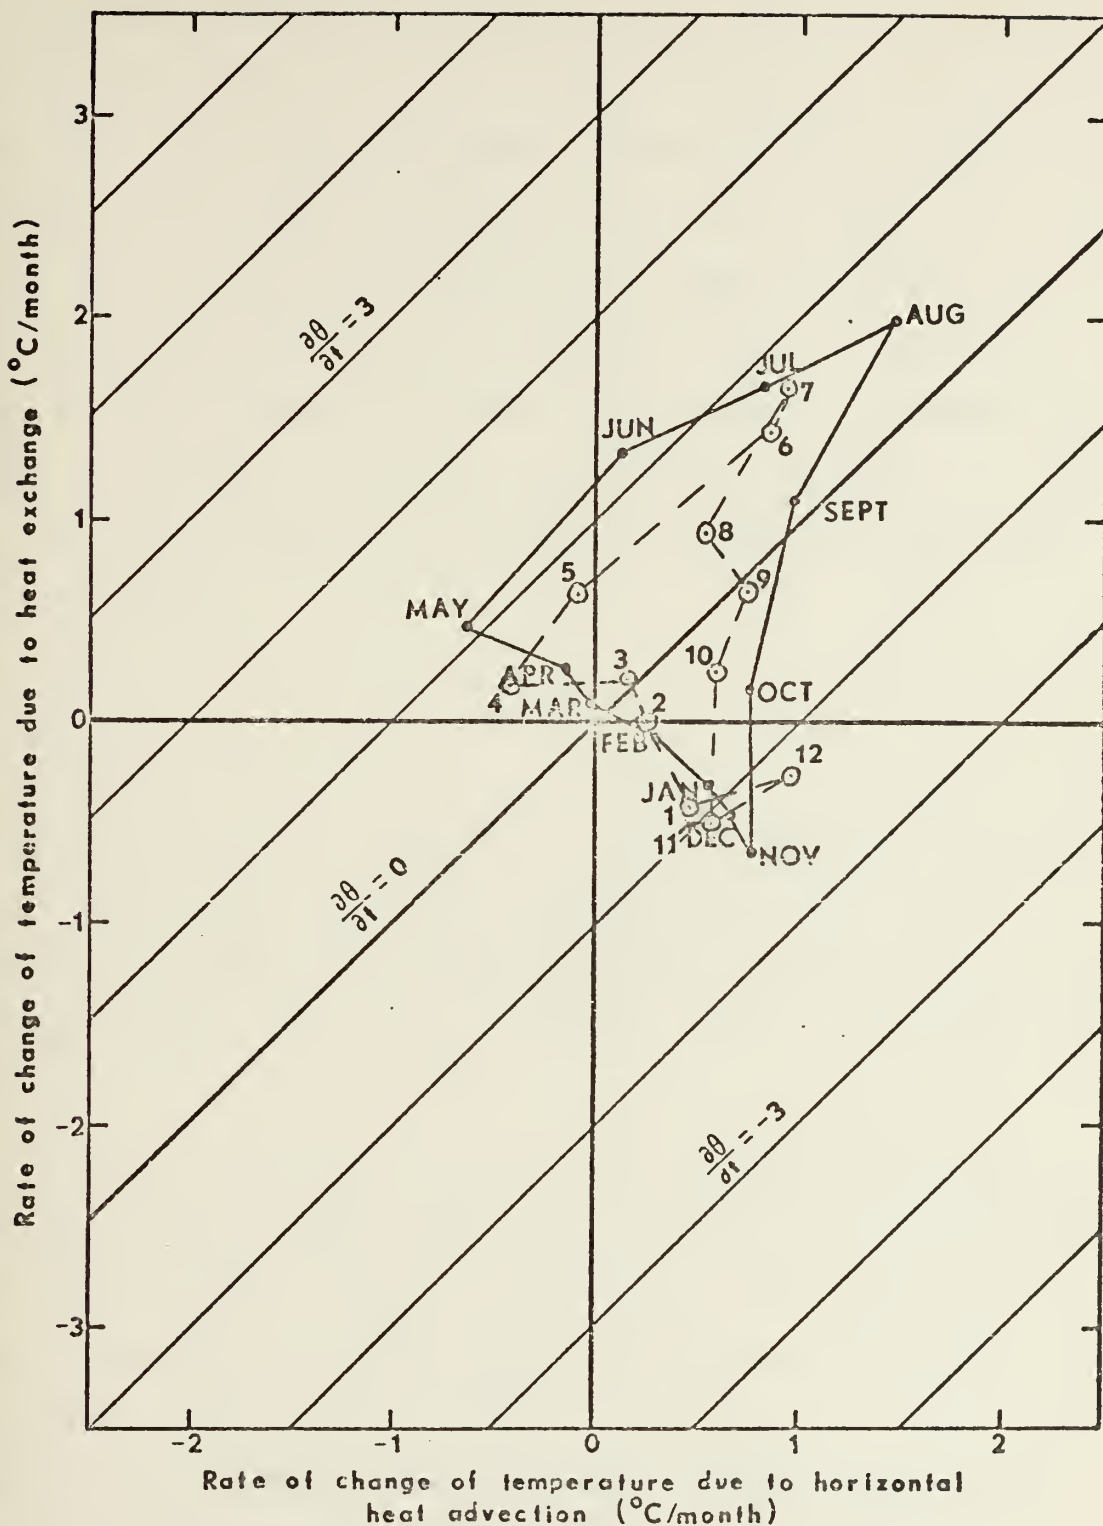 3
2
1
0
-1
-2
-3
Rate of change of temperature due to heat exchange (°C/month)
∂θ/∂t = 3
AUG
JUL
7
JUN
6
SEPT
8
5
9
MAY
3
10
APR
4
MAR
2
OCT
FEB
12
JAN
1
11
DEC
NOV
∂θ/∂t = 0
∂θ/∂t = -3
-2
-1
0
1
2
Rate of change of temperature due to horizontal
heat advection (°C/month)